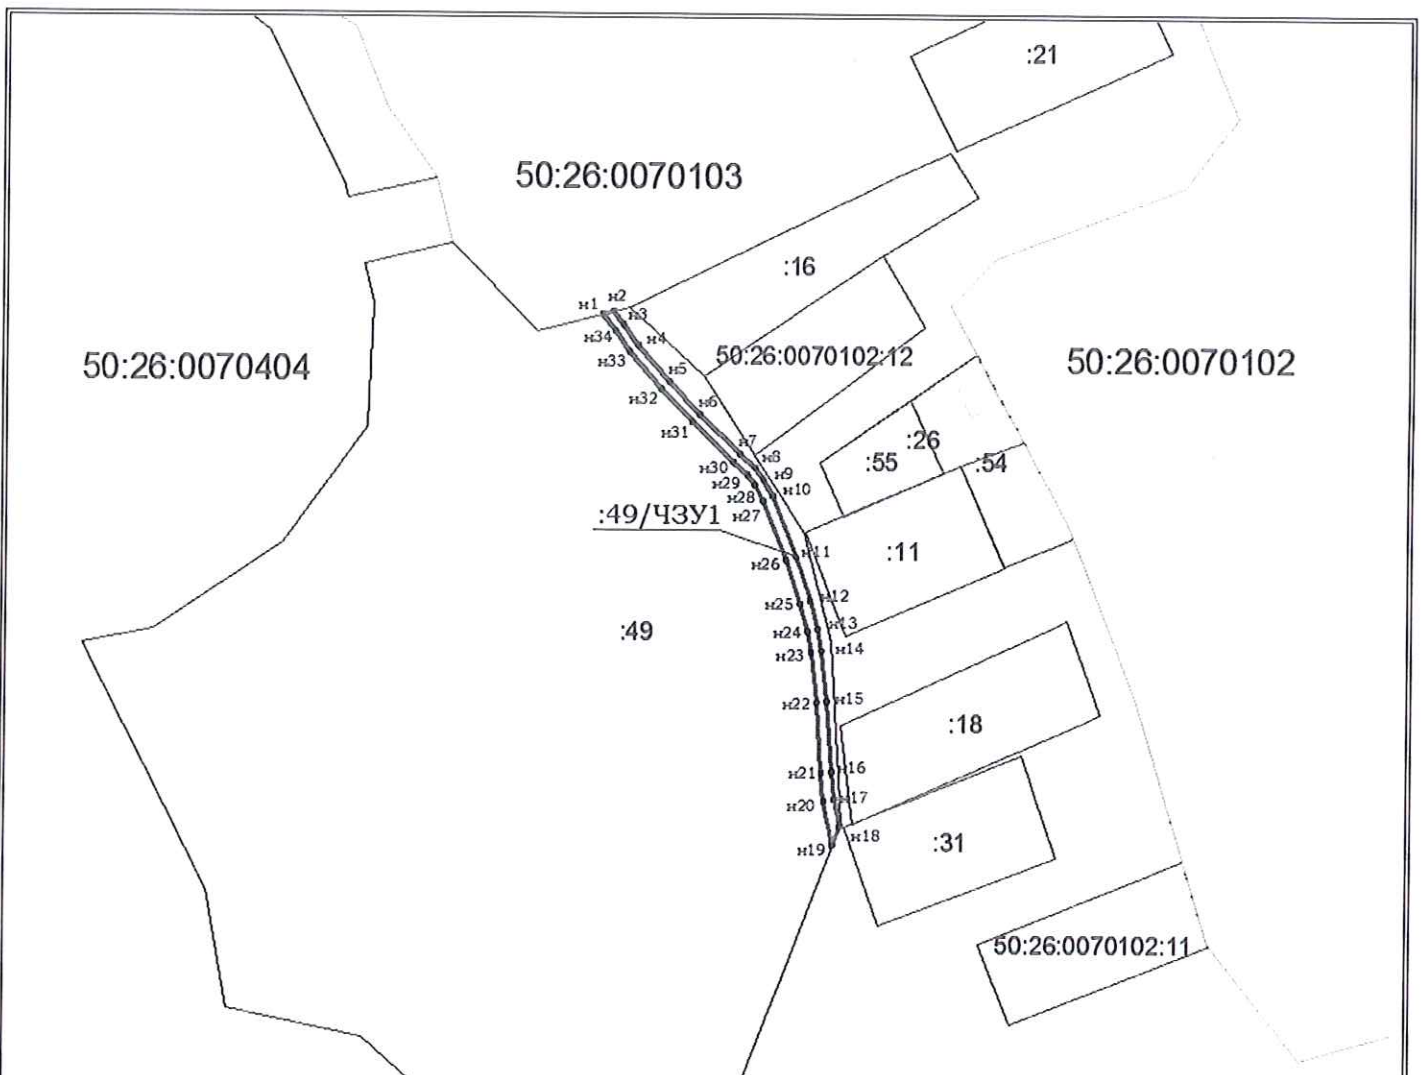 :21
50:26:0070103
:16
н1
н2
н3
н34
н4
н33
50:26:0070102:12
50:26:0070404
50:26:0070102
н5
н32
н6
н31
н7
:26
н8
:55
:54
н30
н9
н29
н10
н28
:49/ЧЗУ1
н27
н11
:11
н26
н12
н25
н13
:49
н24
н14
н23
н15
н22
:18
н16
н21
н17
н20
н18
:31
н19
50:26:0070102:11